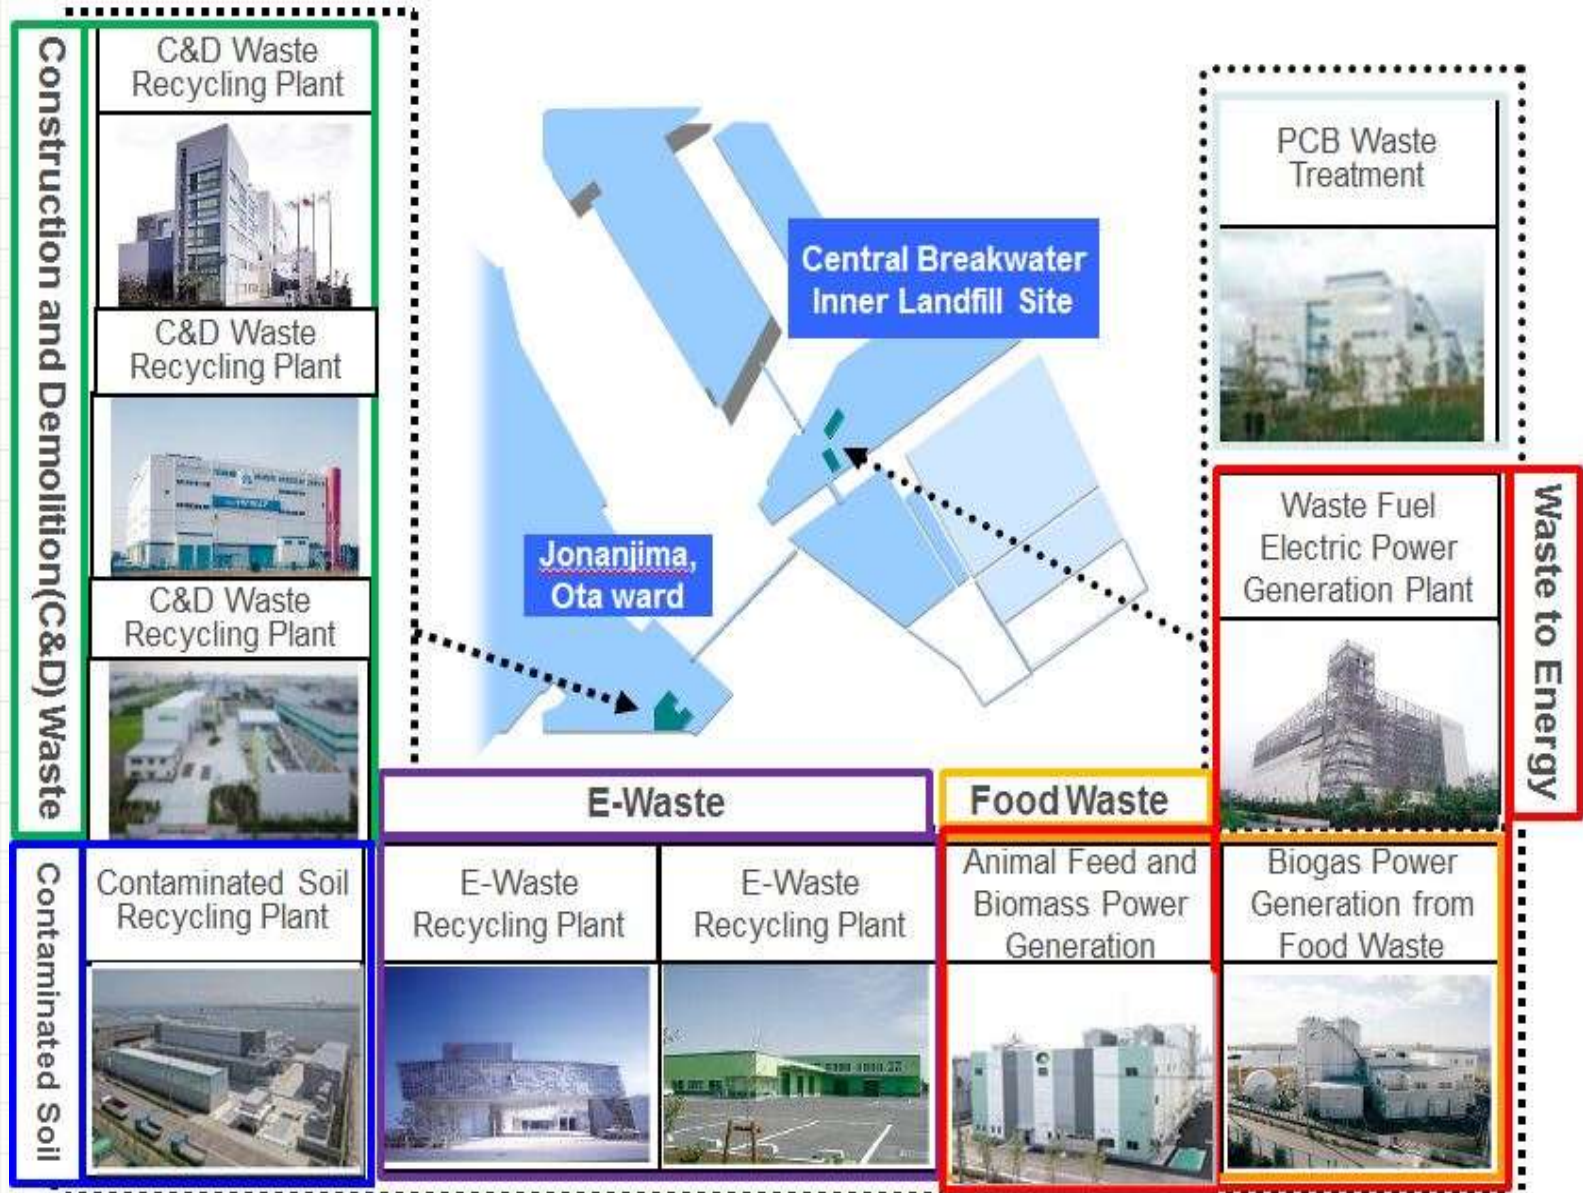 Construction and Demolition(C&D) Waste
C&D Waste
Recycling Plant
C&D Waste
Recycling Plant
C&D Waste
Recycling Plant
Central Breakwater
Inner Landfill Site
Jonanjima,
Ota ward
PCB Waste
Treatment
Waste Fuel
Electric Power
Generation Plant
Waste to Energy
E-Waste
Food Waste
Contaminated Soil
Contaminated Soil
Recycling Plant
E-Waste
Recycling Plant
E-Waste
Recycling Plant
Animal Feed and
Biomass Power
Generation
Biogas Power
Generation from
Food Waste